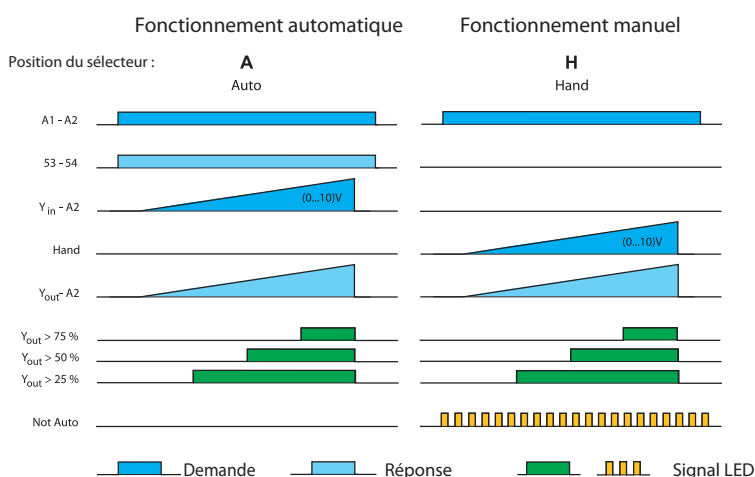 Fonctionnement automatique Fonctionnement manuel
Position du sélecteur : A H
Auto Hand
A1 – A2
53 – 54
Y in – A2 (0...10)V
Hand (0...10)V
Yout– A2
Yout > 75 %
Yout > 50 %
Yout > 25 %
Not Auto
Demande Réponse Signal LED